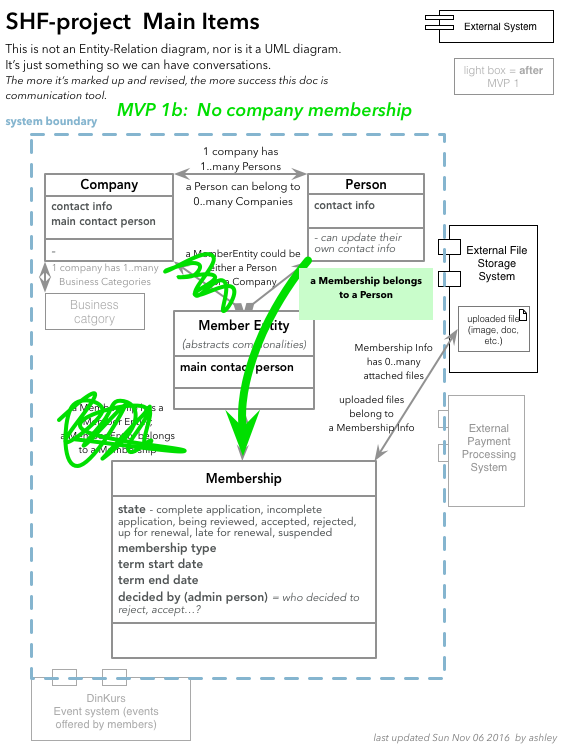 SHF-project Main Items
This is not an Entity-Relation diagram, nor is it a UML diagram.
It's just something so we can have conversations.
The more it's marked up and revised, the more success this doc is
communication tool.
External System
light box = after
MVP 1
MVP 1b: No company membership
system boundary
1 company has
1..many Persons
a Person can belong to
0..many Companies
Company
contact info
main contact person
-
Person
contact info
- can update their
own contact info
1 company has 1..many
Business Categories
Business
catgory
a MemberEntity could be
either a Person
or a Company
a Membership belongs
to a Person
External File
Storage
System
uploaded file
(image, doc,
etc.)
Member Entity
(abstracts commonalities)
main contact person
Membership Info
has 0..many
attached files
uploaded files
belong to
a Membership Info
a Membership has a
Member Entity;
a Member Entity belongs
to a Membership
External
Payment
Processing
System
Membership
state - complete application, incomplete
application, being reviewed, accepted, rejected,
up for renewal, late for renewal, suspended
membership type
term start date
term end date
decided by (admin person) = who decided to
reject, accept...?
DinKurs
Event system (events
offered by members)
last updated Sun Nov 06 2016 by ashley